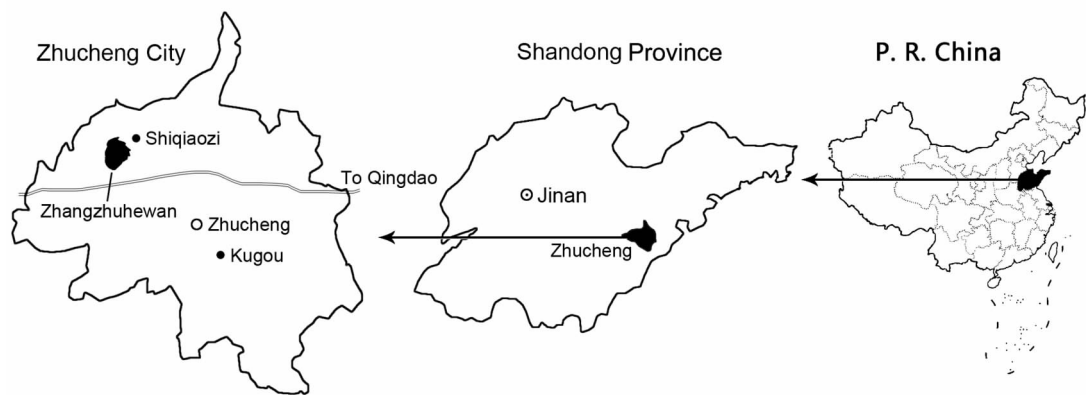 Zhucheng City
Shiqiaozi
To Qingdao
Zhangzhuhewan
Zhucheng
Kugou
Shandong Province
Jinan
Zhucheng
P. R. China